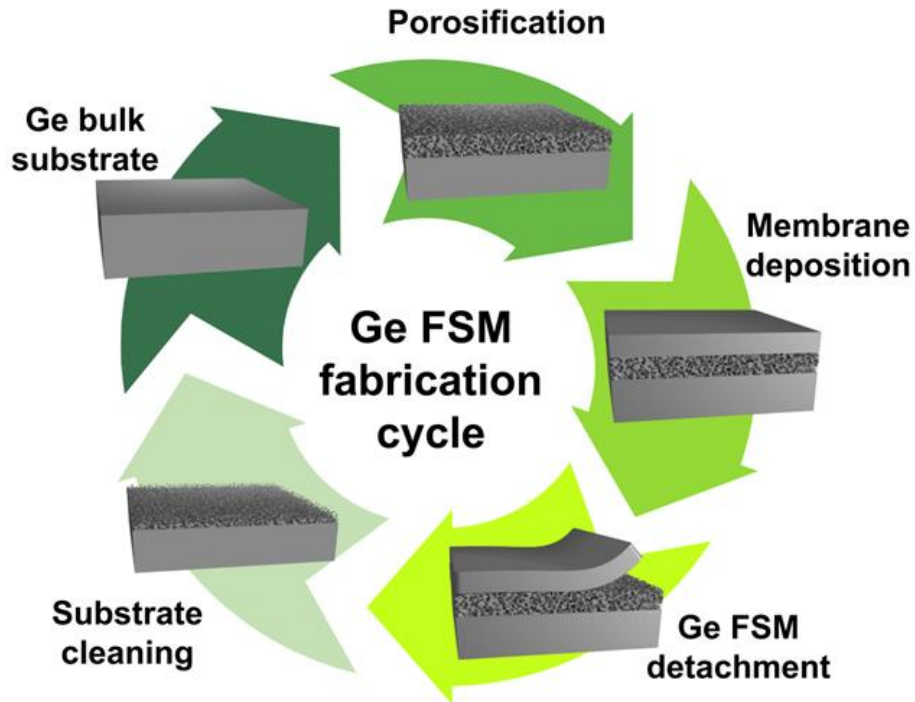 Porosification
Ge bulk
substrate
Membrane
deposition
Ge FSM
fabrication
cycle
Substrate
cleaning
Ge FSM
detachment